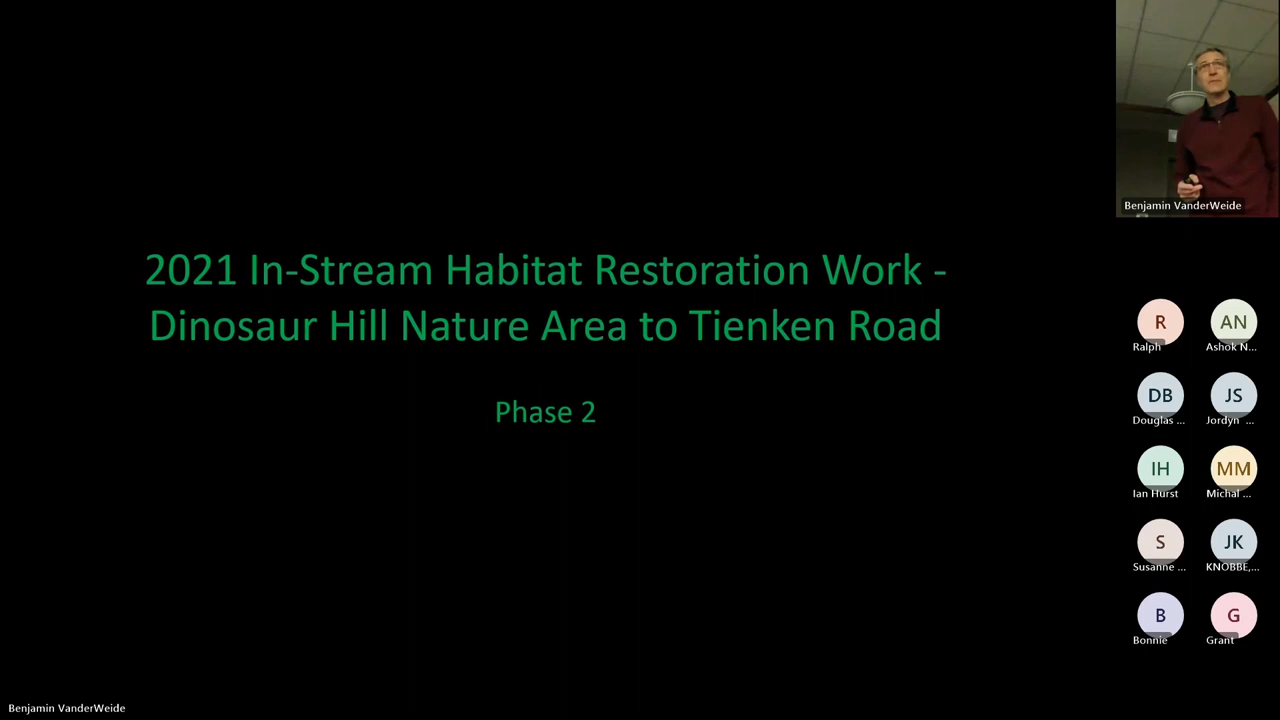 2021 In-Stream Habitat Restoration Work -
Dinosaur Hill Nature Area to Tienken Road
Phase 2
Benjamin VanderWeide
R
AN
Ralph
Ashok N...
DB
JS
Douglas ...
Jordyn ...
IH
MM
Ian Hurst
Michal ...
S
JK
Susanne ...
KNOBBE,...
B
G
Bonnie
Grant
Benjamin VanderWeide